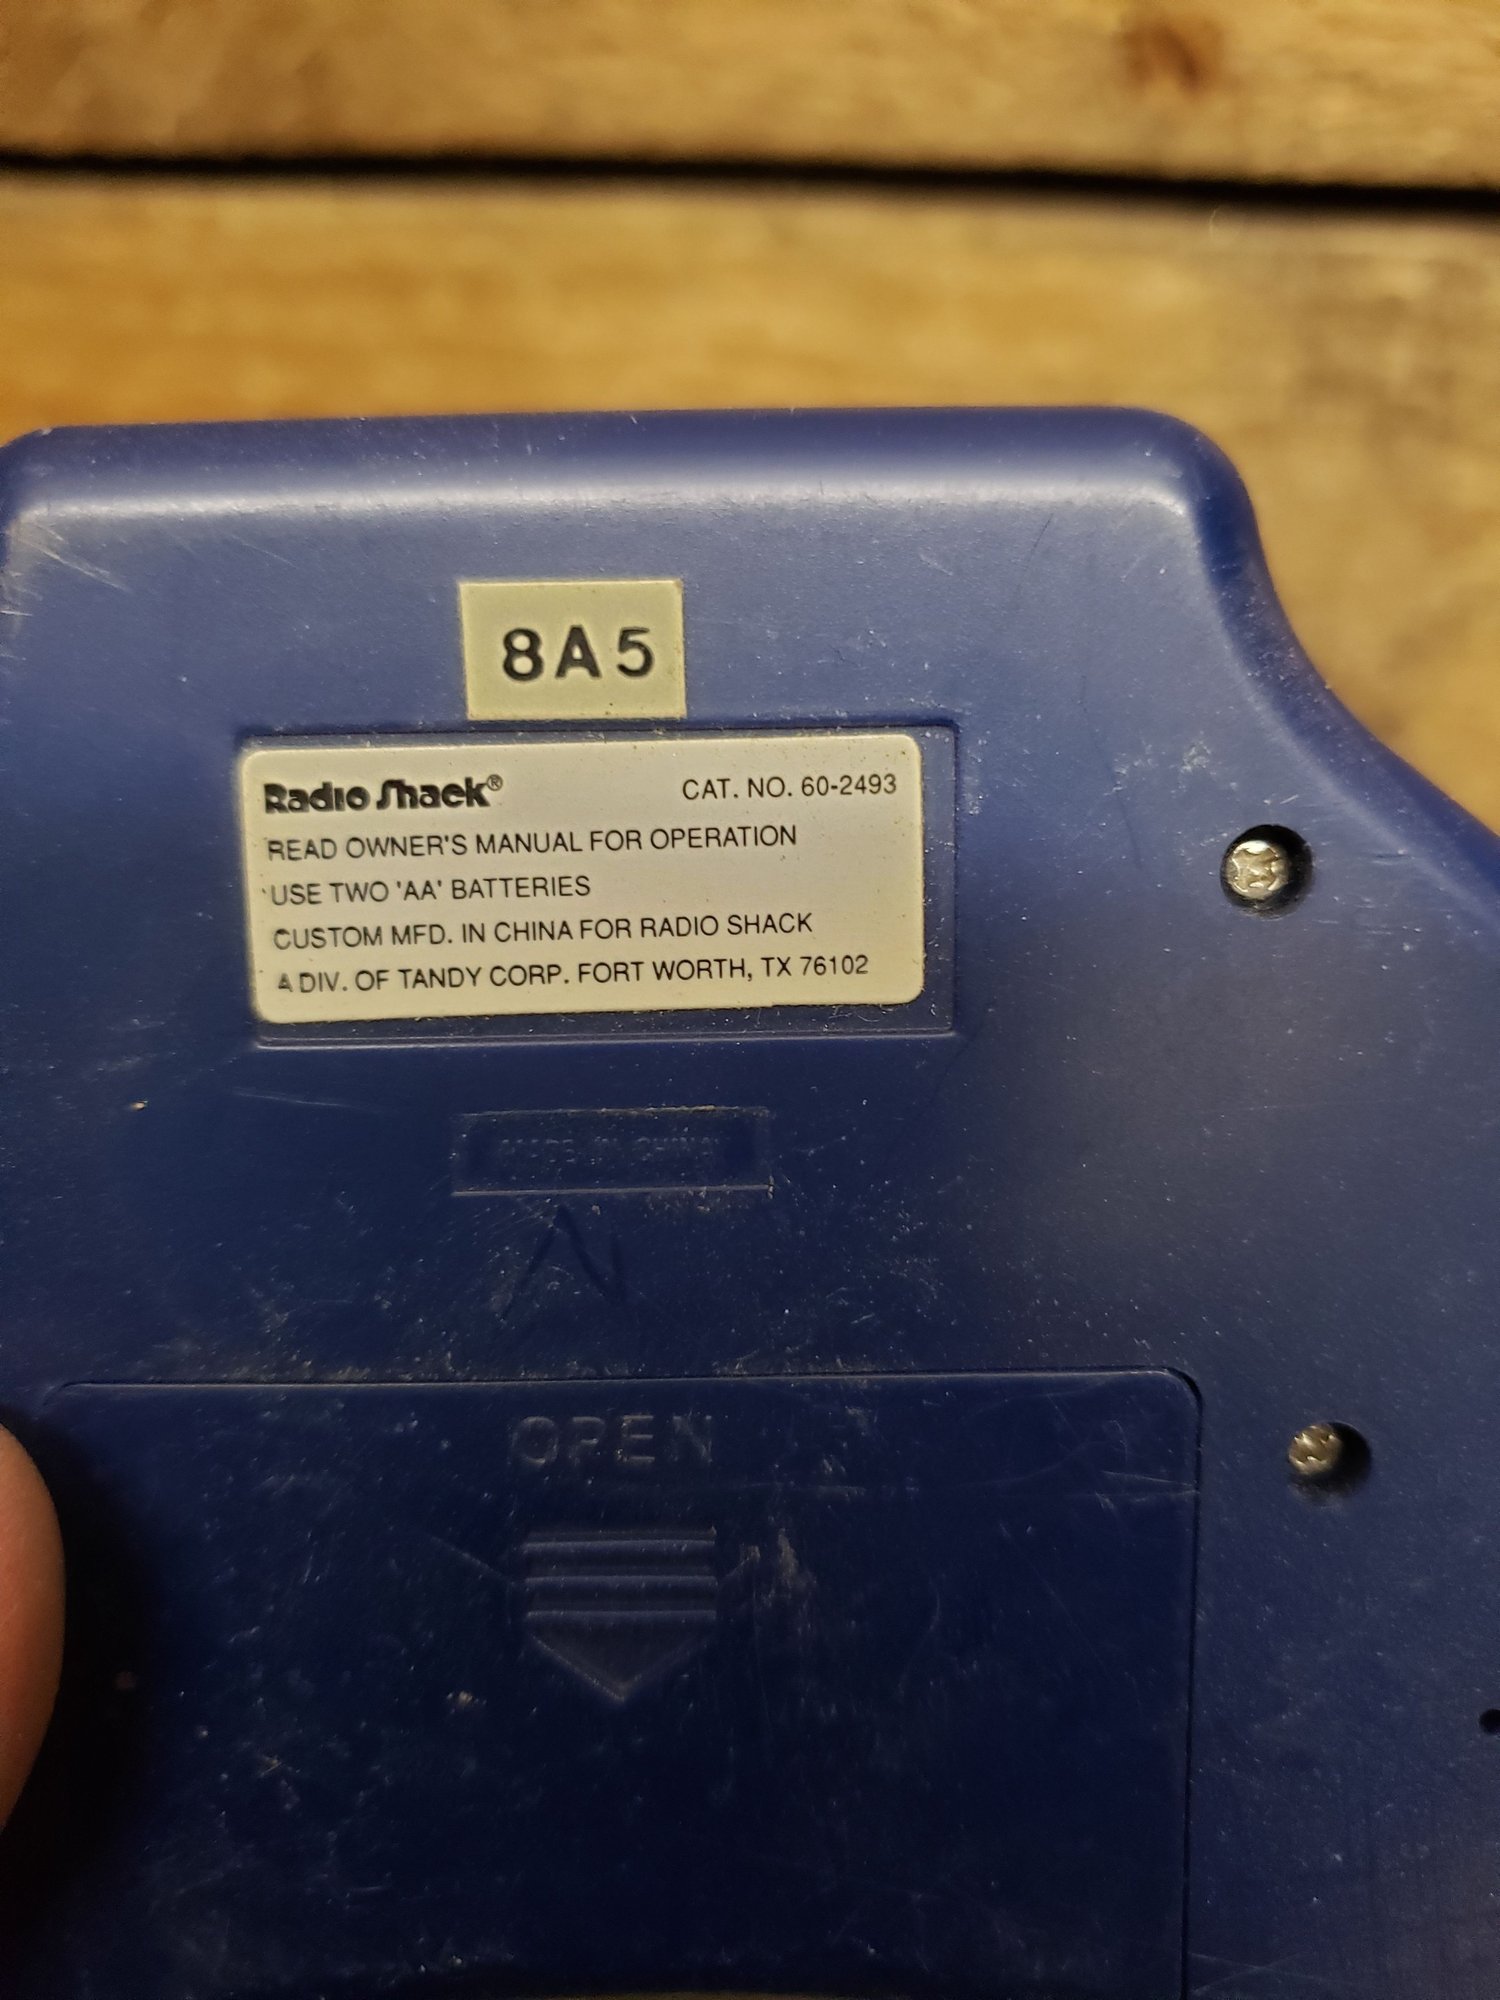 8A5
Radio Shack® CAT. NO. 60-2493
READ OWNER'S MANUAL FOR OPERATION
USE TWO 'AA' BATTERIES
CUSTOM MFD. IN CHINA FOR RADIO SHACK
A DIV. OF TANDY CORP. FORT WORTH, TX 76102
MADE IN CHINA
OPEN